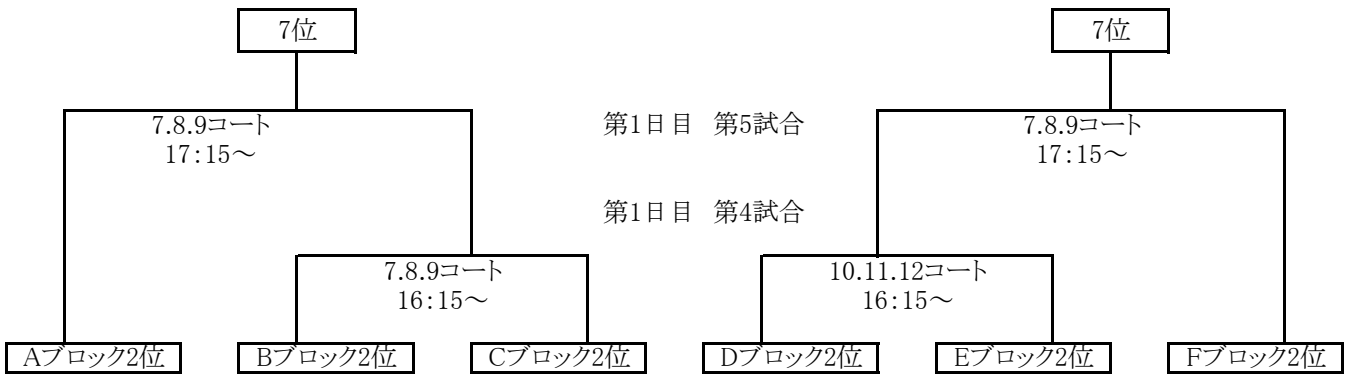 7位
7位
7.8.9コート
17:15～
第1日目 第5試合
7.8.9コート
17:15～
第1日目 第4試合
7.8.9コート
16:15～
10.11.12コート
16:15～
Aブロック2位
Bブロック2位
Cブロック2位
Dブロック2位
Eブロック2位
Fブロック2位